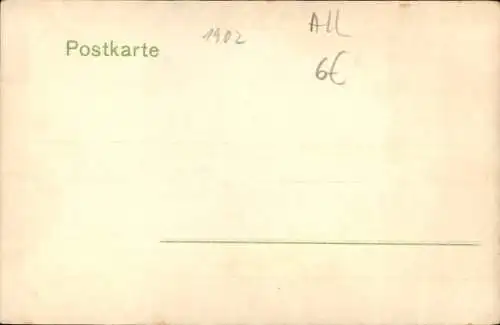 1902
All
Postkarte
6€